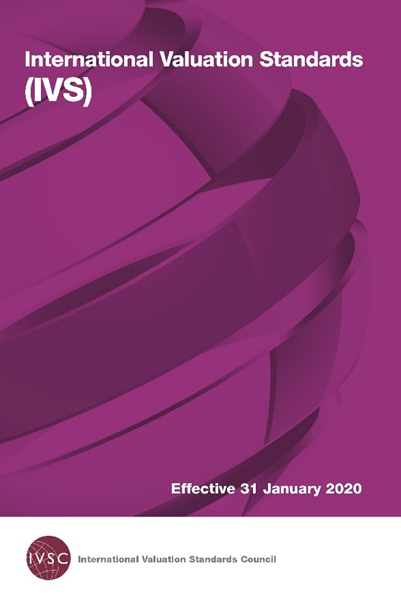 International Valuation Standards
(IVS)
Effective 31 January 2020
IVSC
International Valuation Standards Council